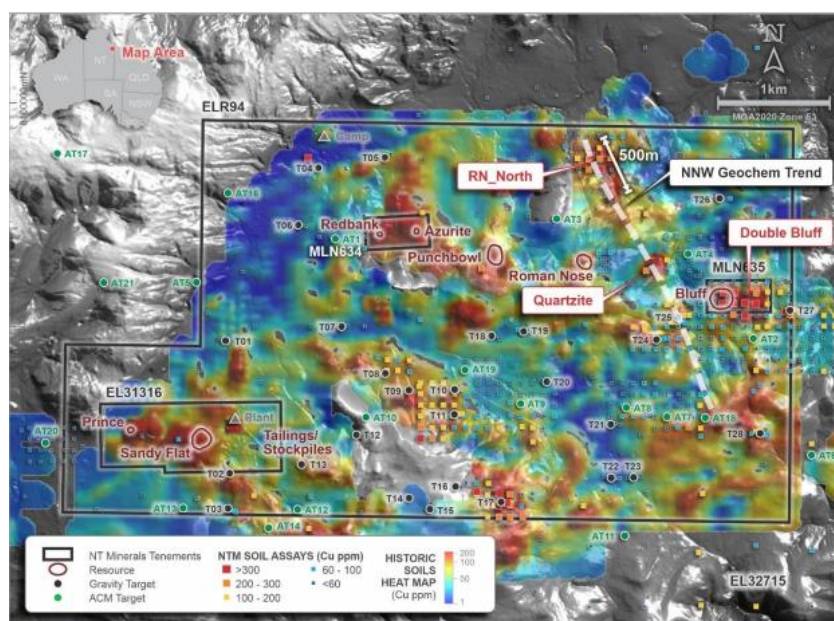 N
Map Area
NT
WA
QLD
SA
NSW
1km
MGA2020 Zone 53
ELR94
Camp
T05
T04
AT17
RN_North
500m
NNW Geochem Trend
AT16
T26
T06
Redbank
Azurite
AT3
Double Bluff
AT1
MLN634
Punchbowl
AT4
Roman Nose
MLN635
AT21
AT5
Quartzite
Bluff
T27
T25
T07
T18
T19
T01
T24
AT2
T08
AT19
EL31316
T09
T10
T20
Prince
Plant
AT10
T11
AT9
AT8
AT7
AT18
AT20
Sandy Flat
Tailings/
Stockpiles
T12
T21
T28
T02
T13
T22
T23
T16
T14
T17
AT13
T03
AT12
T15
AT14
AT11
NT Minerals Tenements
Resource
Gravity Target
ACM Target
NTM SOIL ASSAYS (Cu ppm)
>300
200 - 300
100 - 200
60 - 100
<60
HISTORIC
SOILS
HEAT MAP
(Cu ppm)
200
100
50
1
EL32715